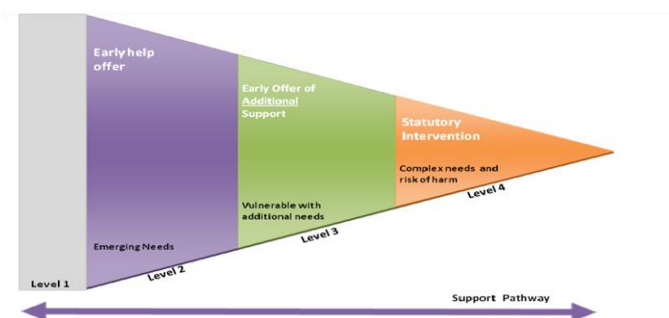 Early help
offer
Early Offer of
Additional
Support
Statutory
Intervention
Complex needs and
risk of harm
Vulnerable with
additional needs
Emerging Needs
Level 1
Level 2
Level 3
Level 4
Support Pathway